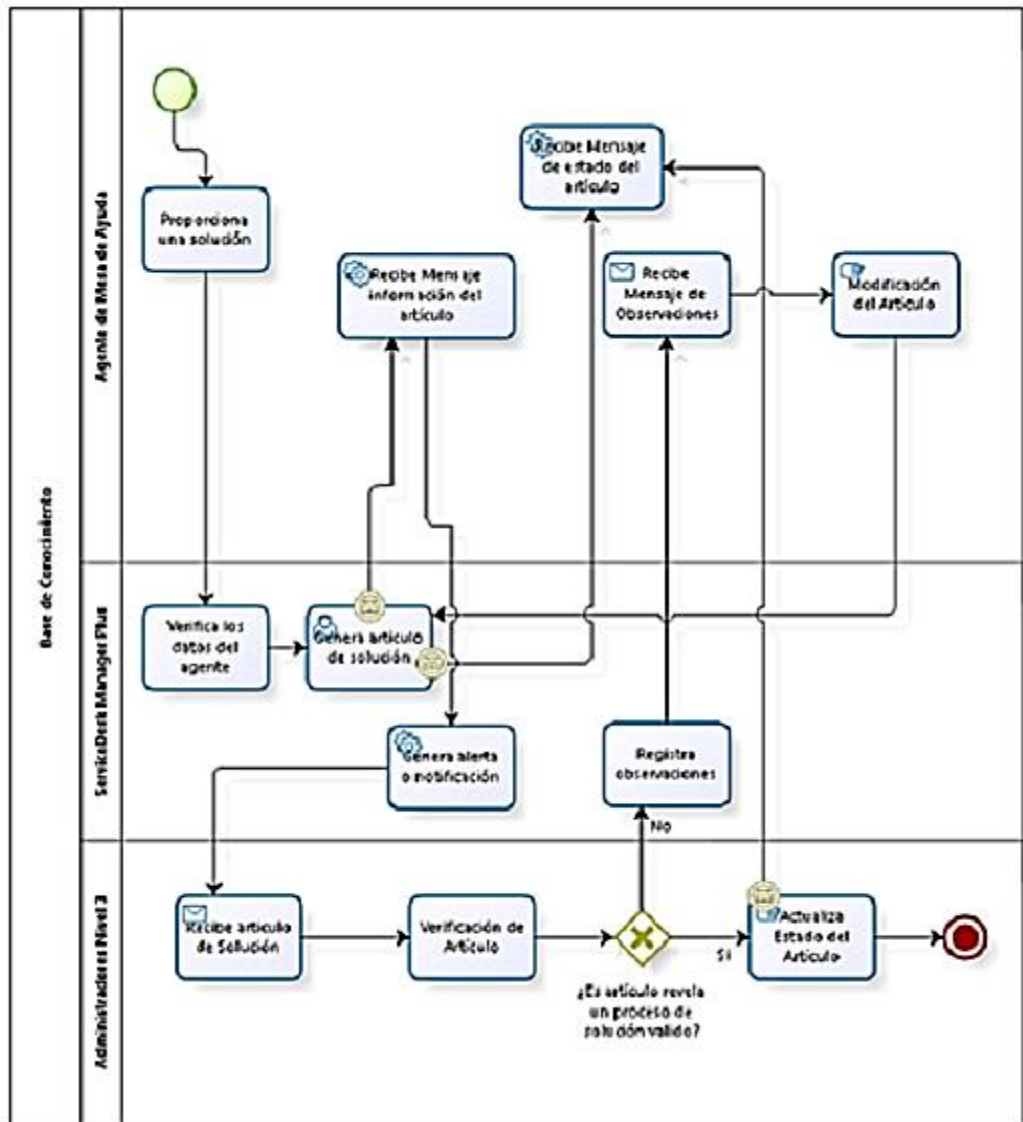 Base de Conocimiento
Agente de Mesa de Ayuda
Proporciona
una solución
Recibe Mensaje
información del
artículo
Recibe Mensaje
de estado del
artículo
Recibe
Mensaje de
Observaciones
Modificación
del Artículo
ServiceDesk Manager Plus
Verifica los
datos del
agente
Genera artículo
de solución
Genera alerta
o notificación
Registra
observaciones
No
Administradores Nivel 3
Recibe artículo
de Solución
Verificación de
Artículo
¿Es artículo revela
un proceso de
solución valido?
Si
Actualiza
Estado del
Artículo